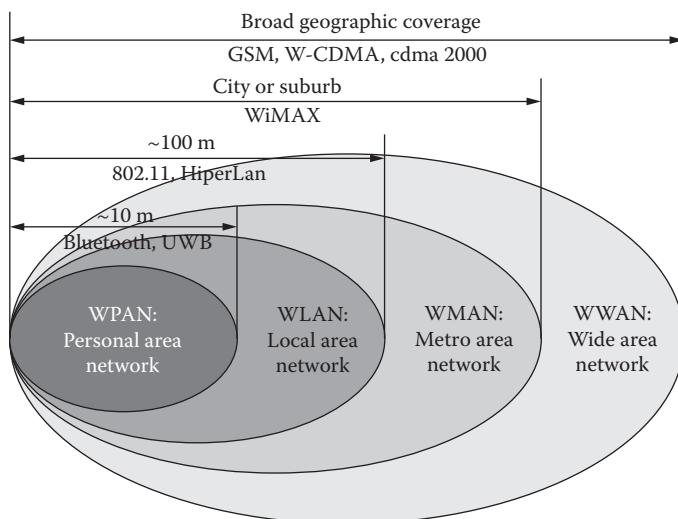 Broad geographic coverage
GSM, W-CDMA, cdma 2000
City or suburb
WiMAX
~100 m
802.11, HiperLan
~10 m
Bluetooth, UWB
WPAN:
Personal area
network
WLAN:
Local area
network
WMAN:
Metro area
network
WWAN:
Wide area
network